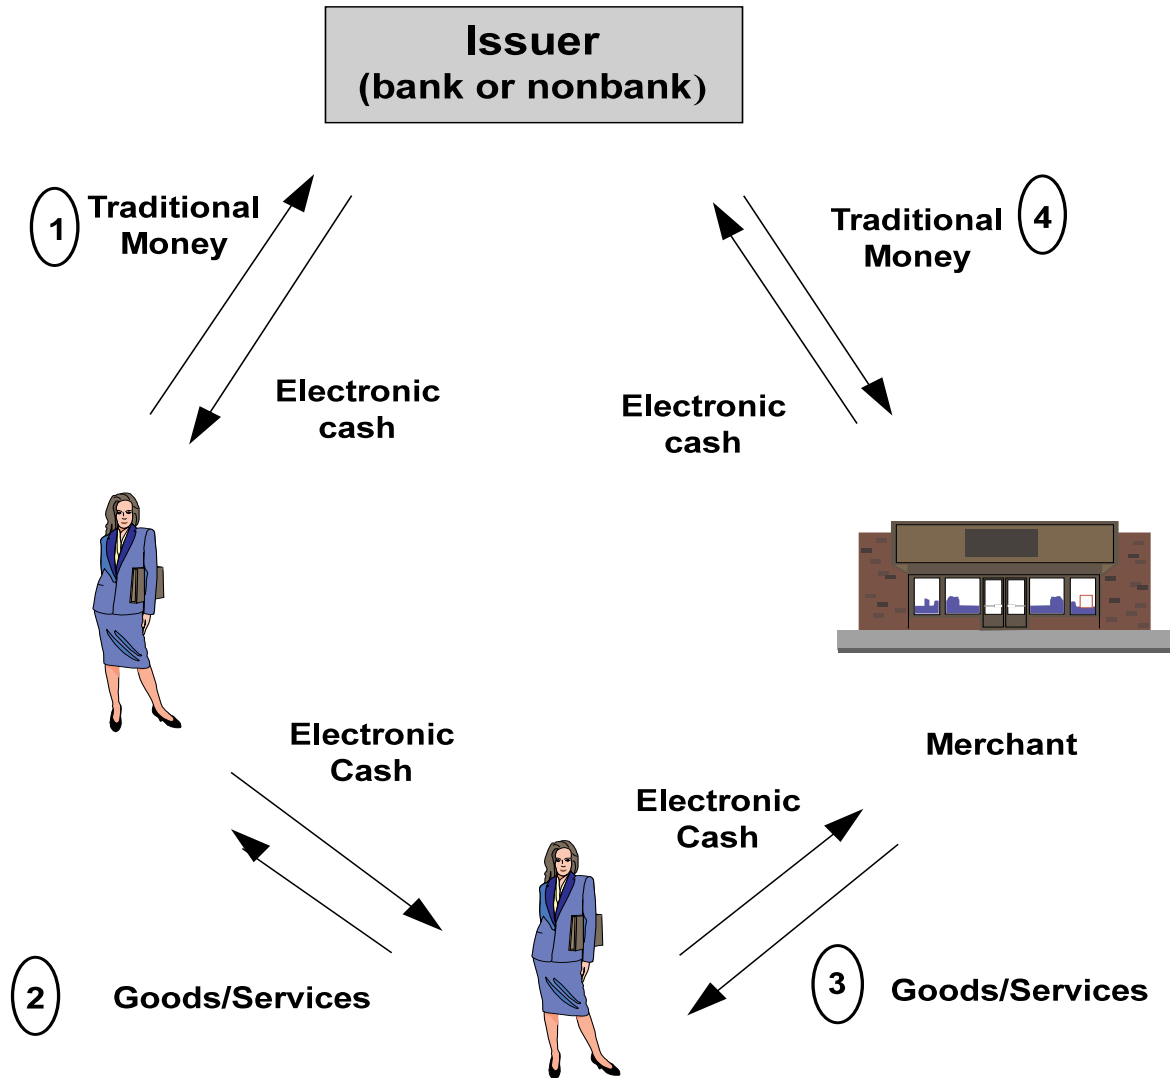 Issuer
(bank or nonbank)
1
Traditional
Money
Traditional
Money
4
Electronic
cash
Electronic
cash
Electronic
Cash
Merchant
Electronic
Cash
2
Goods/Services
3
Goods/Services